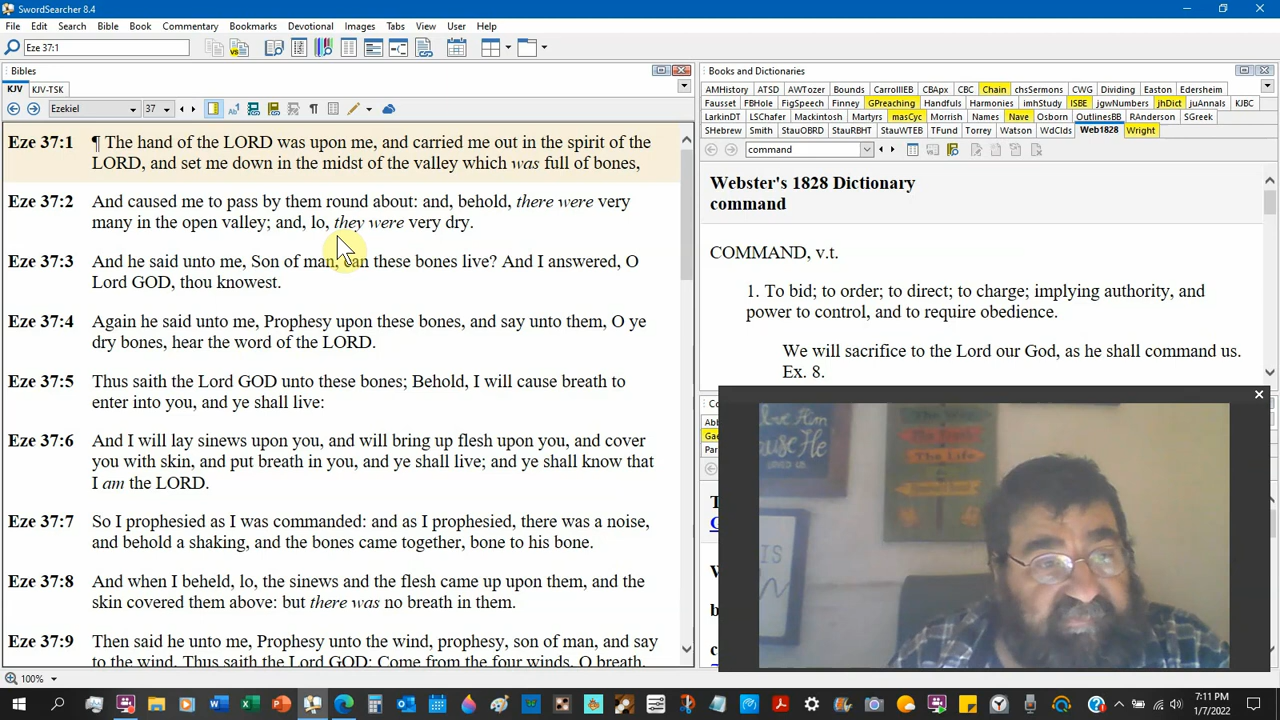 SwordSearcher 8.4
File Edit Search Bible Book Commentary Bookmarks Devotional Images Tabs View User Help
Eze 37:1
Bibles
KJV KJV-TSK
Ezekiel 37
Eze 37:1 ¶ The hand of the LORD was upon me, and carried me out in the spirit of the
LORD, and set me down in the midst of the valley which was full of bones,
Eze 37:2 And caused me to pass by them round about: and, behold, there were very
many in the open valley; and, lo, they were very dry.
Eze 37:3 And he said unto me, Son of man, can these bones live? And I answered, O
Lord GOD, thou knowest.
Eze 37:4 Again he said unto me, Prophesy upon these bones, and say unto them, O ye
dry bones, hear the word of the LORD.
Eze 37:5 Thus saith the Lord GOD unto these bones; Behold, I will cause breath to
enter into you, and ye shall live:
Eze 37:6 And I will lay sinews upon you, and will bring up flesh upon you, and cover
you with skin, and put breath in you, and ye shall live; and ye shall know that
I am the LORD.
Eze 37:7 So I prophesied as I was commanded: and as I prophesied, there was a noise,
and behold a shaking, and the bones came together, bone to his bone.
Eze 37:8 And when I beheld, lo, the sinews and the flesh came up upon them, and the
skin covered them above: but there was no breath in them.
Eze 37:9 Then said he unto me, Prophesy unto the wind, prophesy, son of man, and say
to the wind, Thus saith the Lord GOD; Come from the four winds, O breath,
100%
Books and Dictionaries
AMHistory ATSD AWTozer Bounds CarrollEB CBApx CBC Chain chsSermons CWG Dividing Easton Edersheim
Fausset FBHole FigSpeech Finney GPreaching Handfuls Harmonies imhStudy ISBE jgwNumbers jhDict juAnnals KJBC
LarkinDT LSChafer Mackintosh Martyrs masCyc Morrish Names Nave Osborn OutlinesBB RAnderson SGreek
SHebrew Smith StauOBRD StauRBHT StauWTEB TFund Torrey Watson WdClds Web1828 Wright
command
Webster's 1828 Dictionary
command
COMMAND, v.t.
1. To bid; to order; to direct; to charge; implying authority, and
power to control, and to require obedience.
We will sacrifice to the Lord our God, as he shall command us.
Ex. 8.
The Life
7:11 PM
1/7/2022